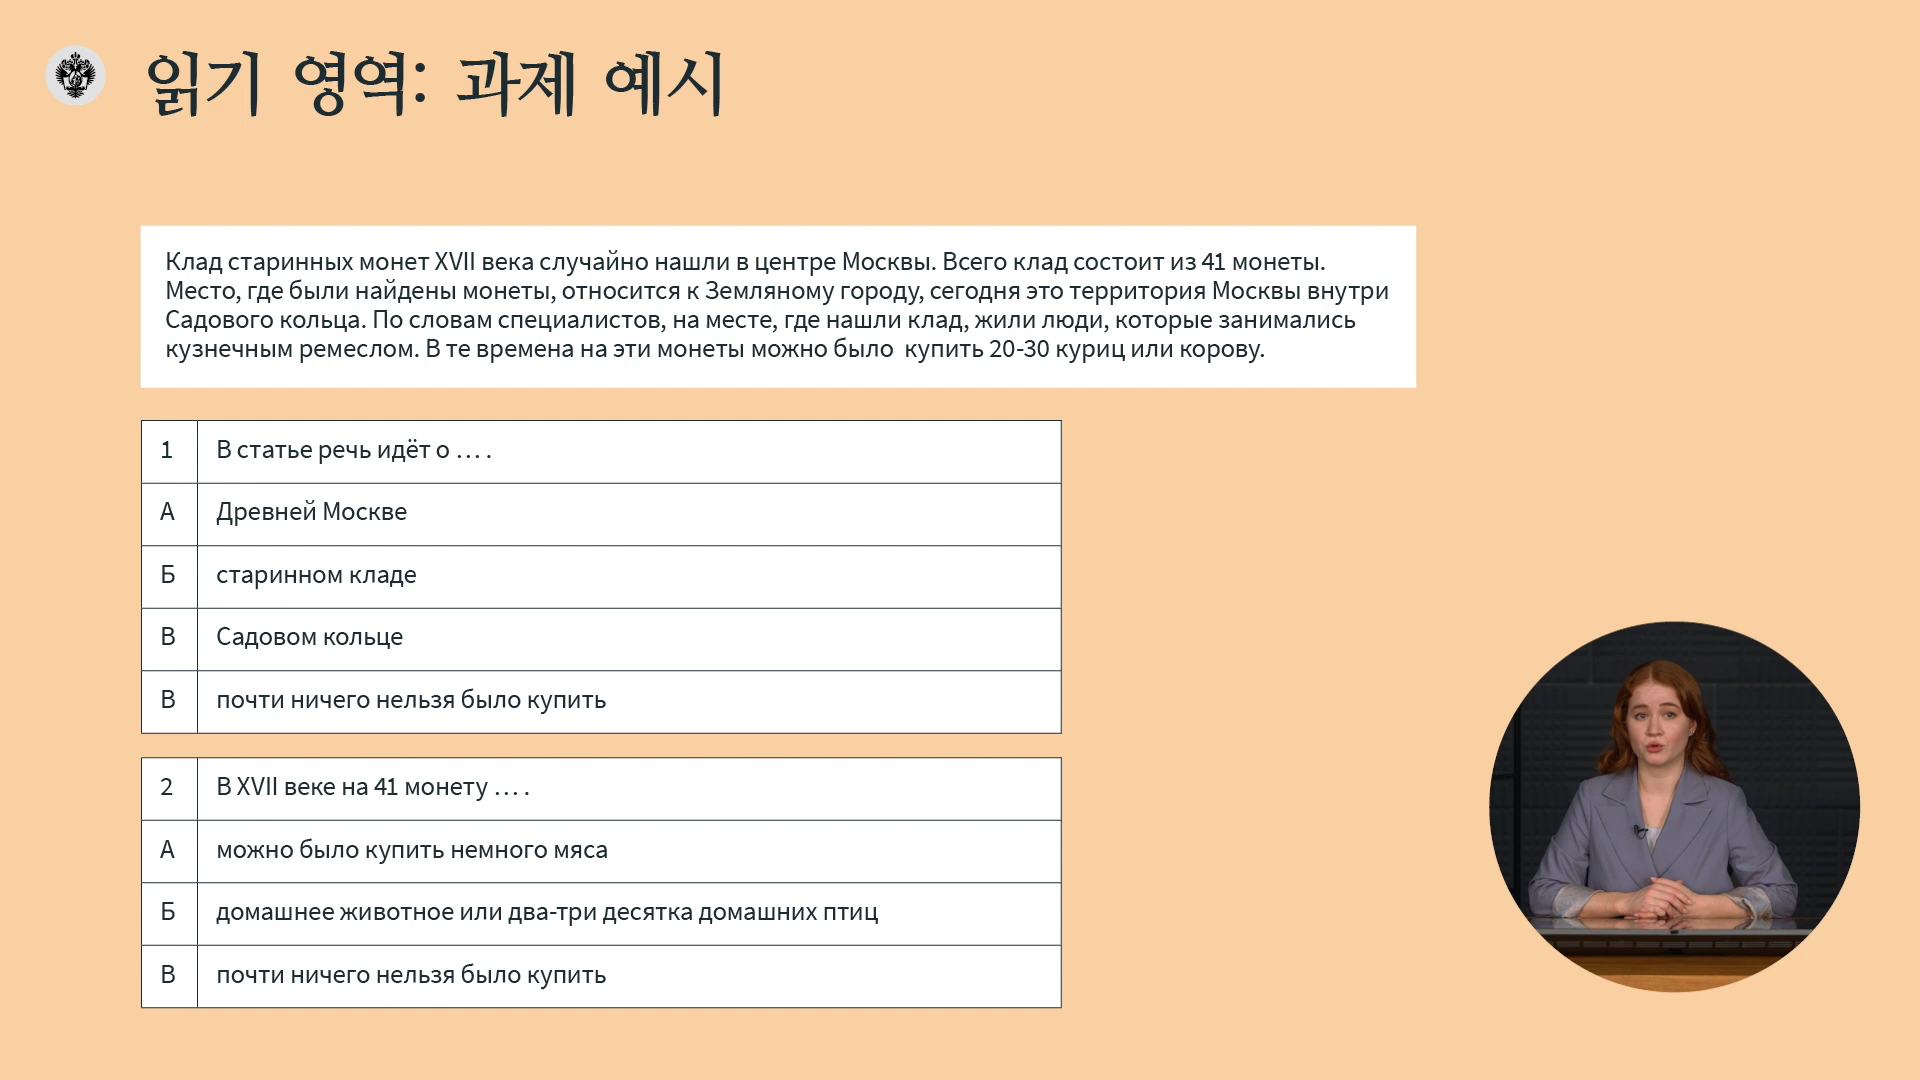 읽기 영역: 과제 예시
Клад старинных монет XVII века случайно нашли в центре Москвы. Всего клад состоит из 41 монеты.
Место, где были найдены монеты, относится к Земляному городу, сегодня это территория Москвы внутри
Садового кольца. По словам специалистов, на месте, где нашли клад, жили люди, которые занимались
кузнечным ремеслом. В те времена на эти монеты можно было  купить 20-30 куриц или корову.
1 В статье речь идёт о ... .
А Древней Москве
Б старинном кладе
В Садовом кольце
В почти ничего нельзя было купить
2 В XVII веке на 41 монету ... .
А можно было купить немного мяса
Б домашнее животное или два-три десятка домашних птиц
В почти ничего нельзя было купить